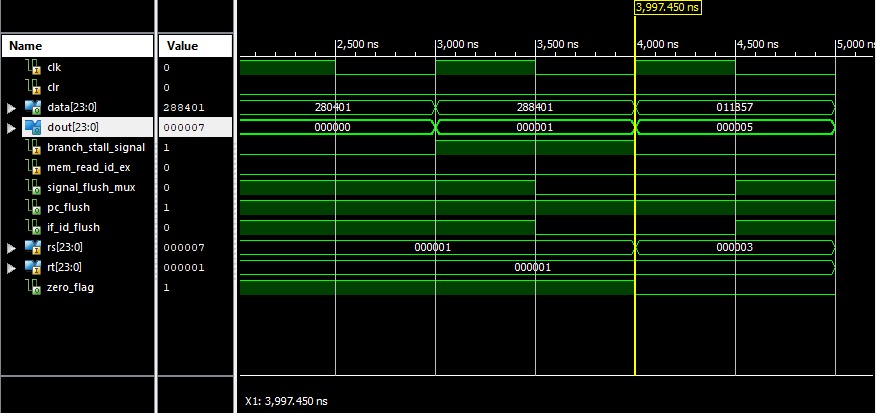 3,997.450 ns
Name Value 2,500 ns 3,000 ns 3,500 ns 4,000 ns 4,500 ns 5,000 ns
clk 0
clr 0
data[23:0] 288401 280401 288401 011857
dout[23:0] 000007 000000 000001 000005
branch_stall_signal 1
mem_read_id_ex 0
signal_flush_mux 0
pc_flush 1
if_id_flush 0
rs[23:0] 000007 000001 000003
rt[23:0] 000001 000001
zero_flag 1
X1: 3,997.450 ns